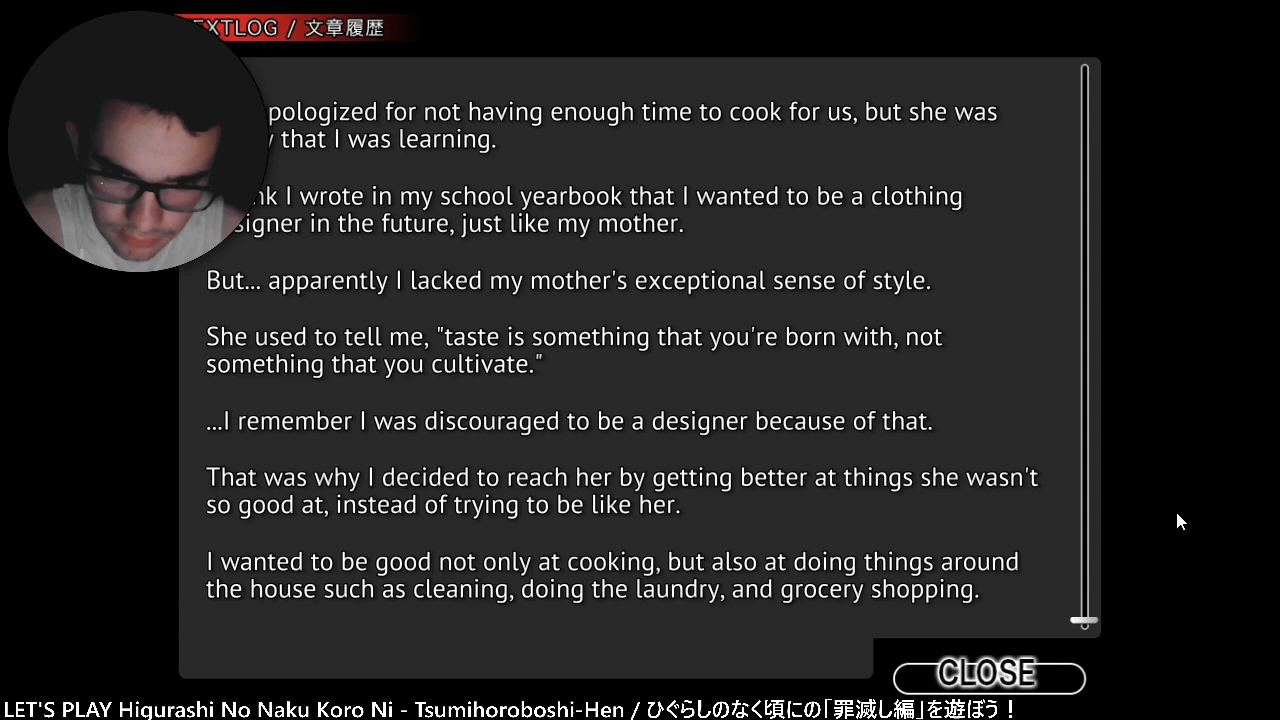 EXTLOG / 文章履歴
pologized for not having enough time to cook for us, but she was
that I was learning.
I wrote in my school yearbook that I wanted to be a clothing
signer in the future, just like my mother.
But... apparently I lacked my mother's exceptional sense of style.
She used to tell me, "taste is something that you're born with, not
something that you cultivate."
...I remember I was discouraged to be a designer because of that.
That was why I decided to reach her by getting better at things she wasn't
so good at, instead of trying to be like her.
I wanted to be good not only at cooking, but also at doing things around
the house such as cleaning, doing the laundry, and grocery shopping.
CLOSE
LET'S PLAY Higurashi No Naku Koro Ni - Tsumihoroboshi-Hen / ひぐらしのなく頃にの「罪滅し編」を遊ぼう！